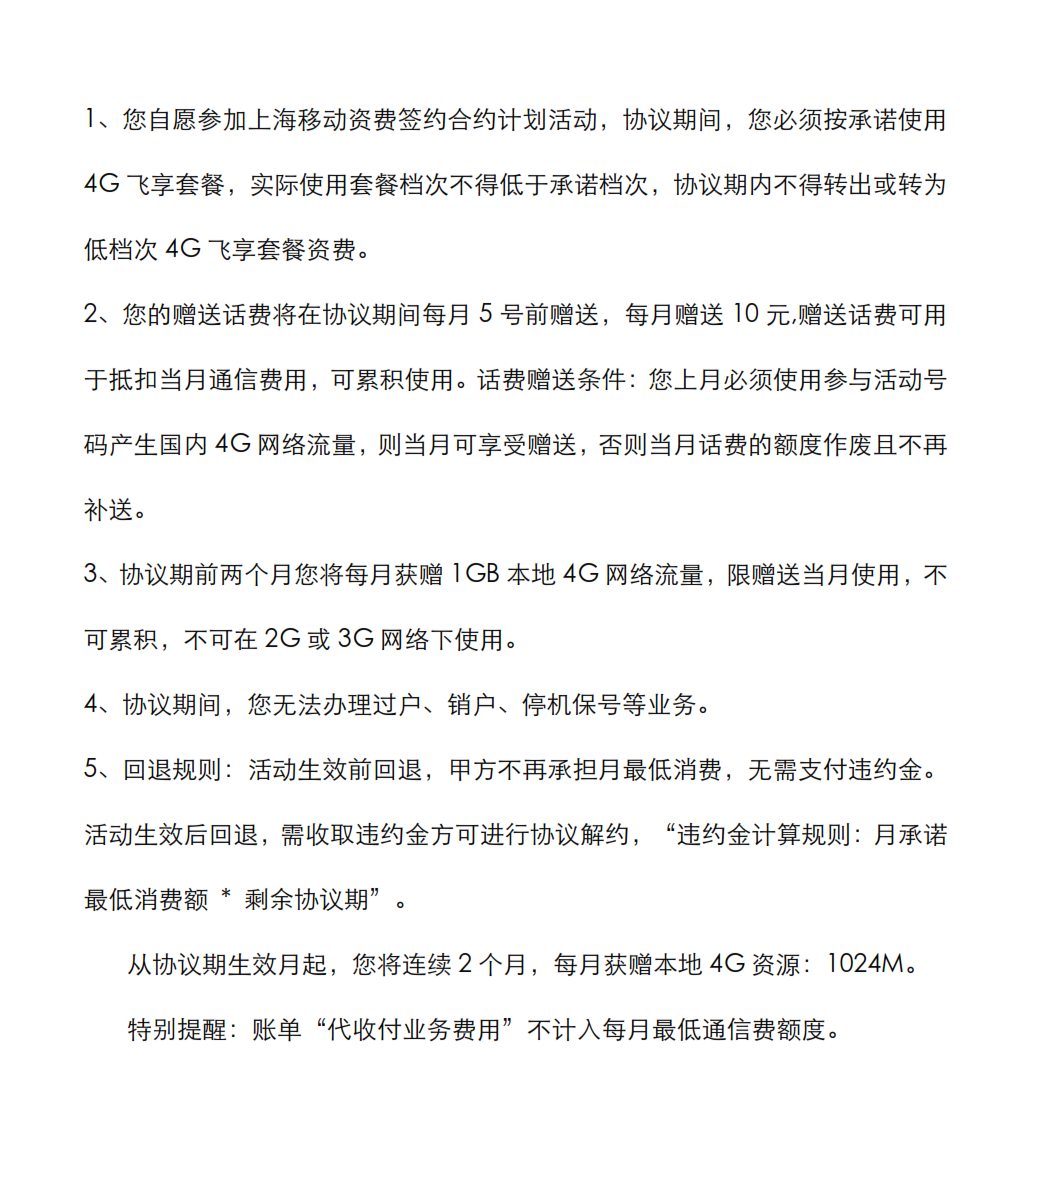 1、您自愿参加上海移动资费签约合约计划活动，协议期间，您必须按承诺使用
4G 飞享套餐，实际使用套餐档次不得低于承诺档次，协议期内不得转出或转为
低档次 4G 飞享套餐资费。
2、您的赠送话费将在协议期间每月 5 号前赠送，每月赠送 10 元,赠送话费可用
于抵扣当月通信费用，可累积使用。话费赠送条件：您上月必须使用参与活动号
码产生国内 4G 网络流量，则当月可享受赠送，否则当月话费的额度作废且不再
补送。
3、协议期前两个月您将每月获赠 1GB 本地 4G 网络流量，限赠送当月使用，不
可累积，不可在 2G 或 3G 网络下使用。
4、协议期间，您无法办理过户、销户、停机保号等业务。
5、回退规则：活动生效前回退，甲方不再承担月最低消费，无需支付违约金。
活动生效后回退，需收取违约金方可进行协议解约，“违约金计算规则：月承诺
最低消费额 * 剩余协议期”。
从协议期生效月起，您将连续 2 个月，每月获赠本地 4G 资源：1024M。
特别提醒：账单“代收付业务费用”不计入每月最低通信费额度。